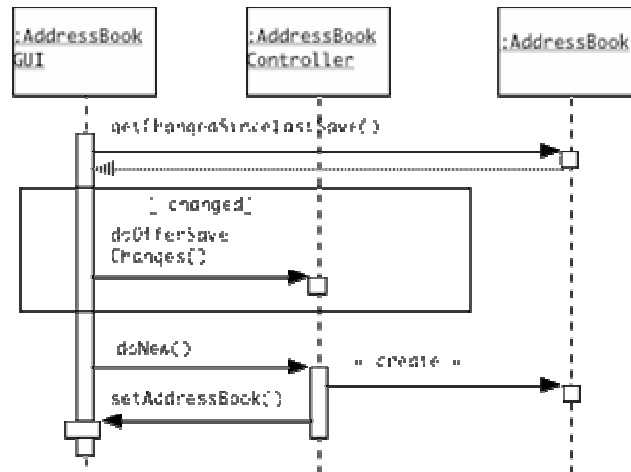 :AddressBook
GUI
:AddressBook
Controller
:AddressBook
getChangedSinceLastSave()
[ changed]
doOfferSave
Changes()
doNew()
« create »
setAddressBook()